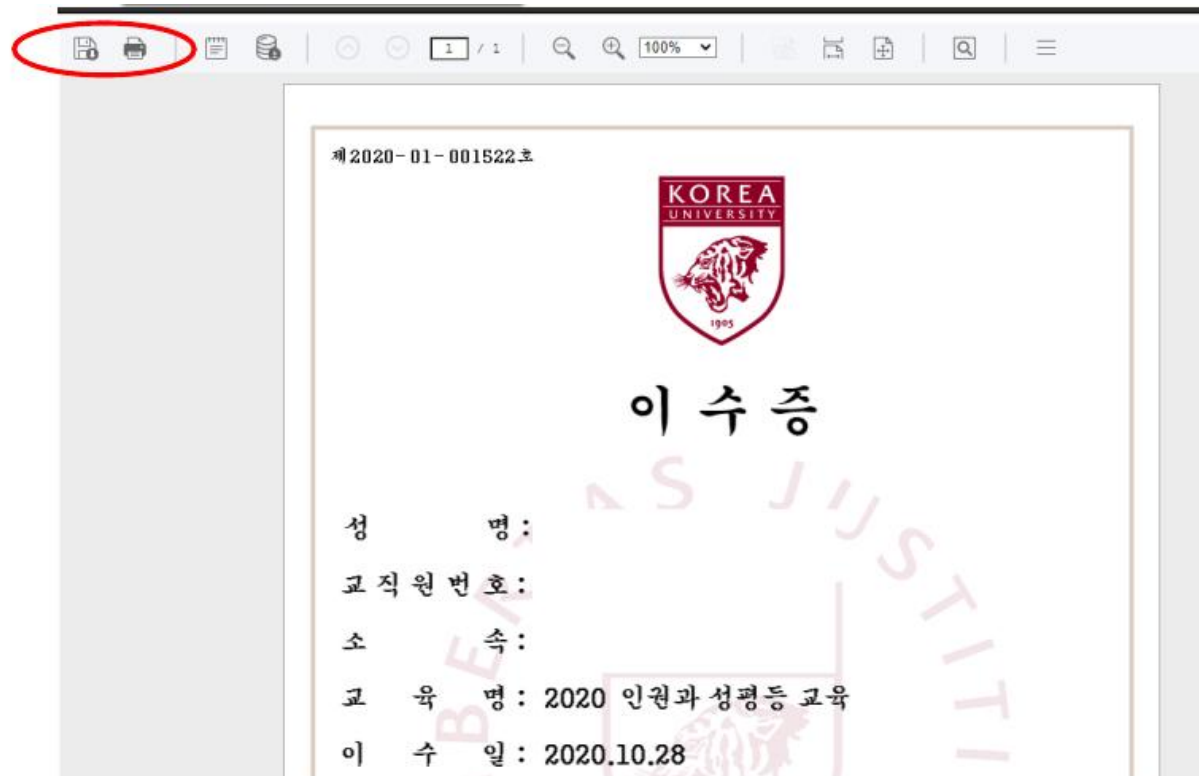 1 / 1 100%
제2020-01-001522호
KOREA
UNIVERSITY
1905
이 수 증
성 명 :
교 직 원 번 호 :
소 속 :
교 육 명 : 2020 인권과 성평등 교육
이 수 일 : 2020.10.28